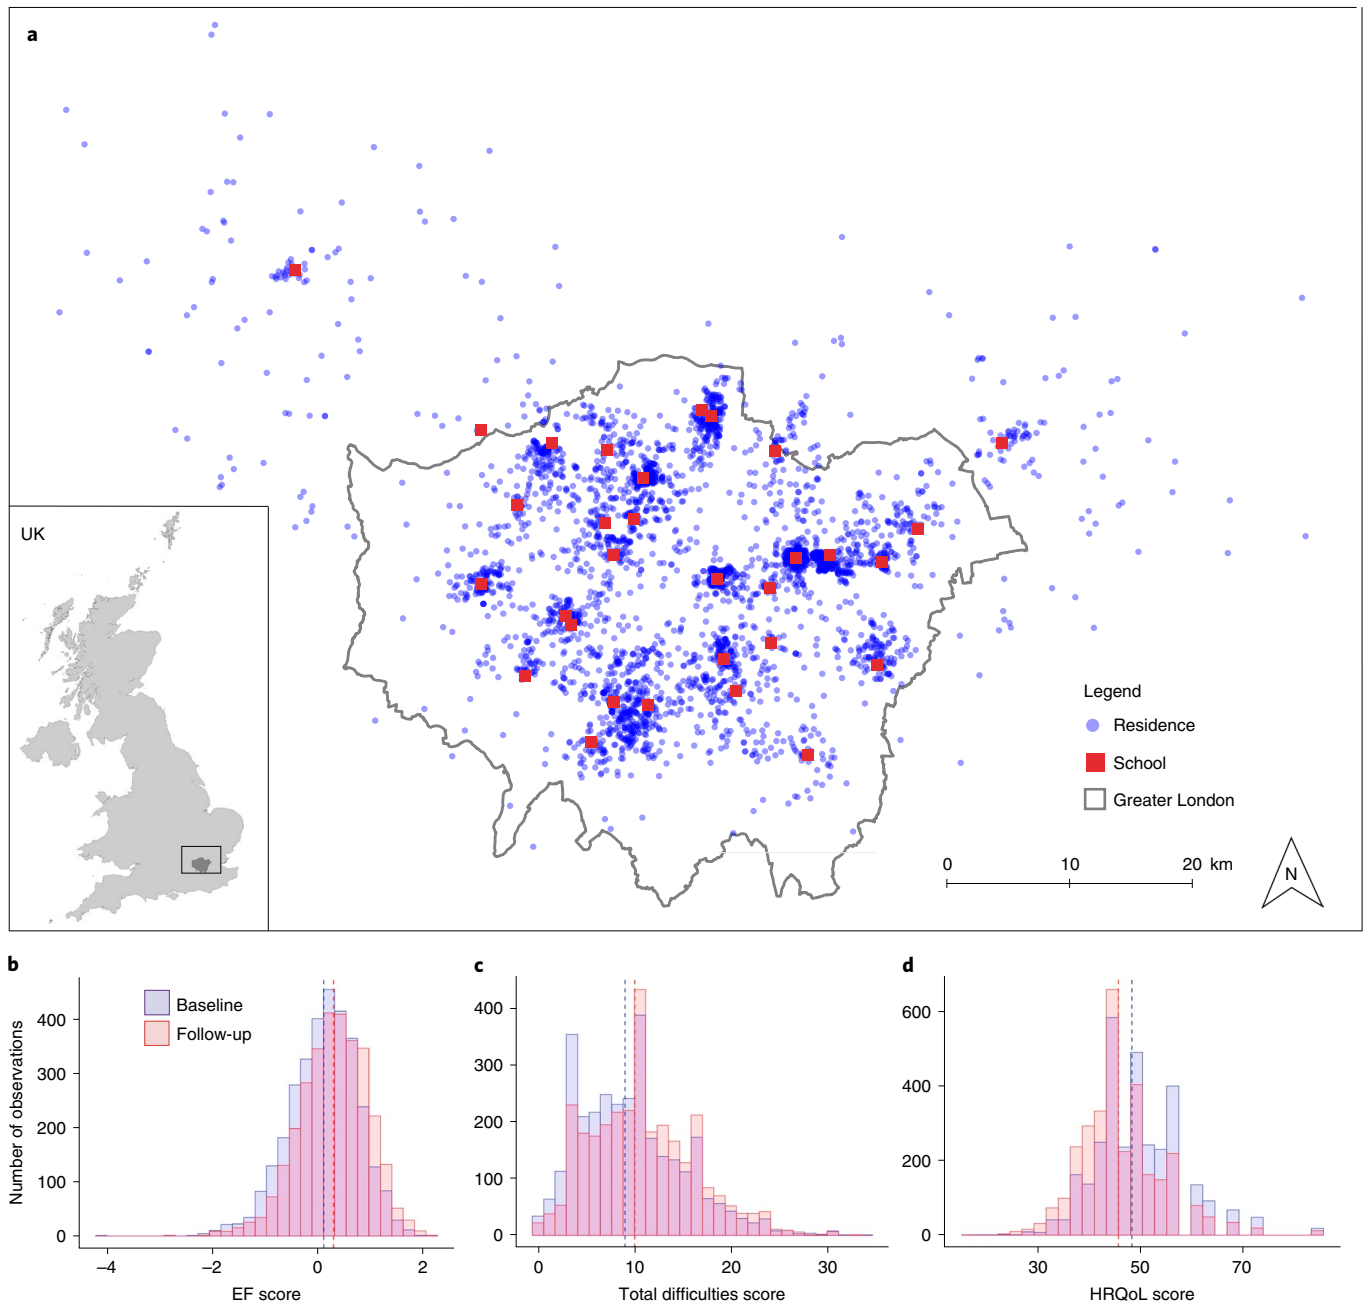 a
UK
Legend
Residence
School
Greater London
0 10 20 km
N
b
c
d
Baseline
Follow-up
Number of observations
400
300
200
100
0
–4 –2 0 2
EF score
400
300
200
100
0
0 10 20 30
Total difficulties score
600
400
200
0
30 50 70
HRQoL score